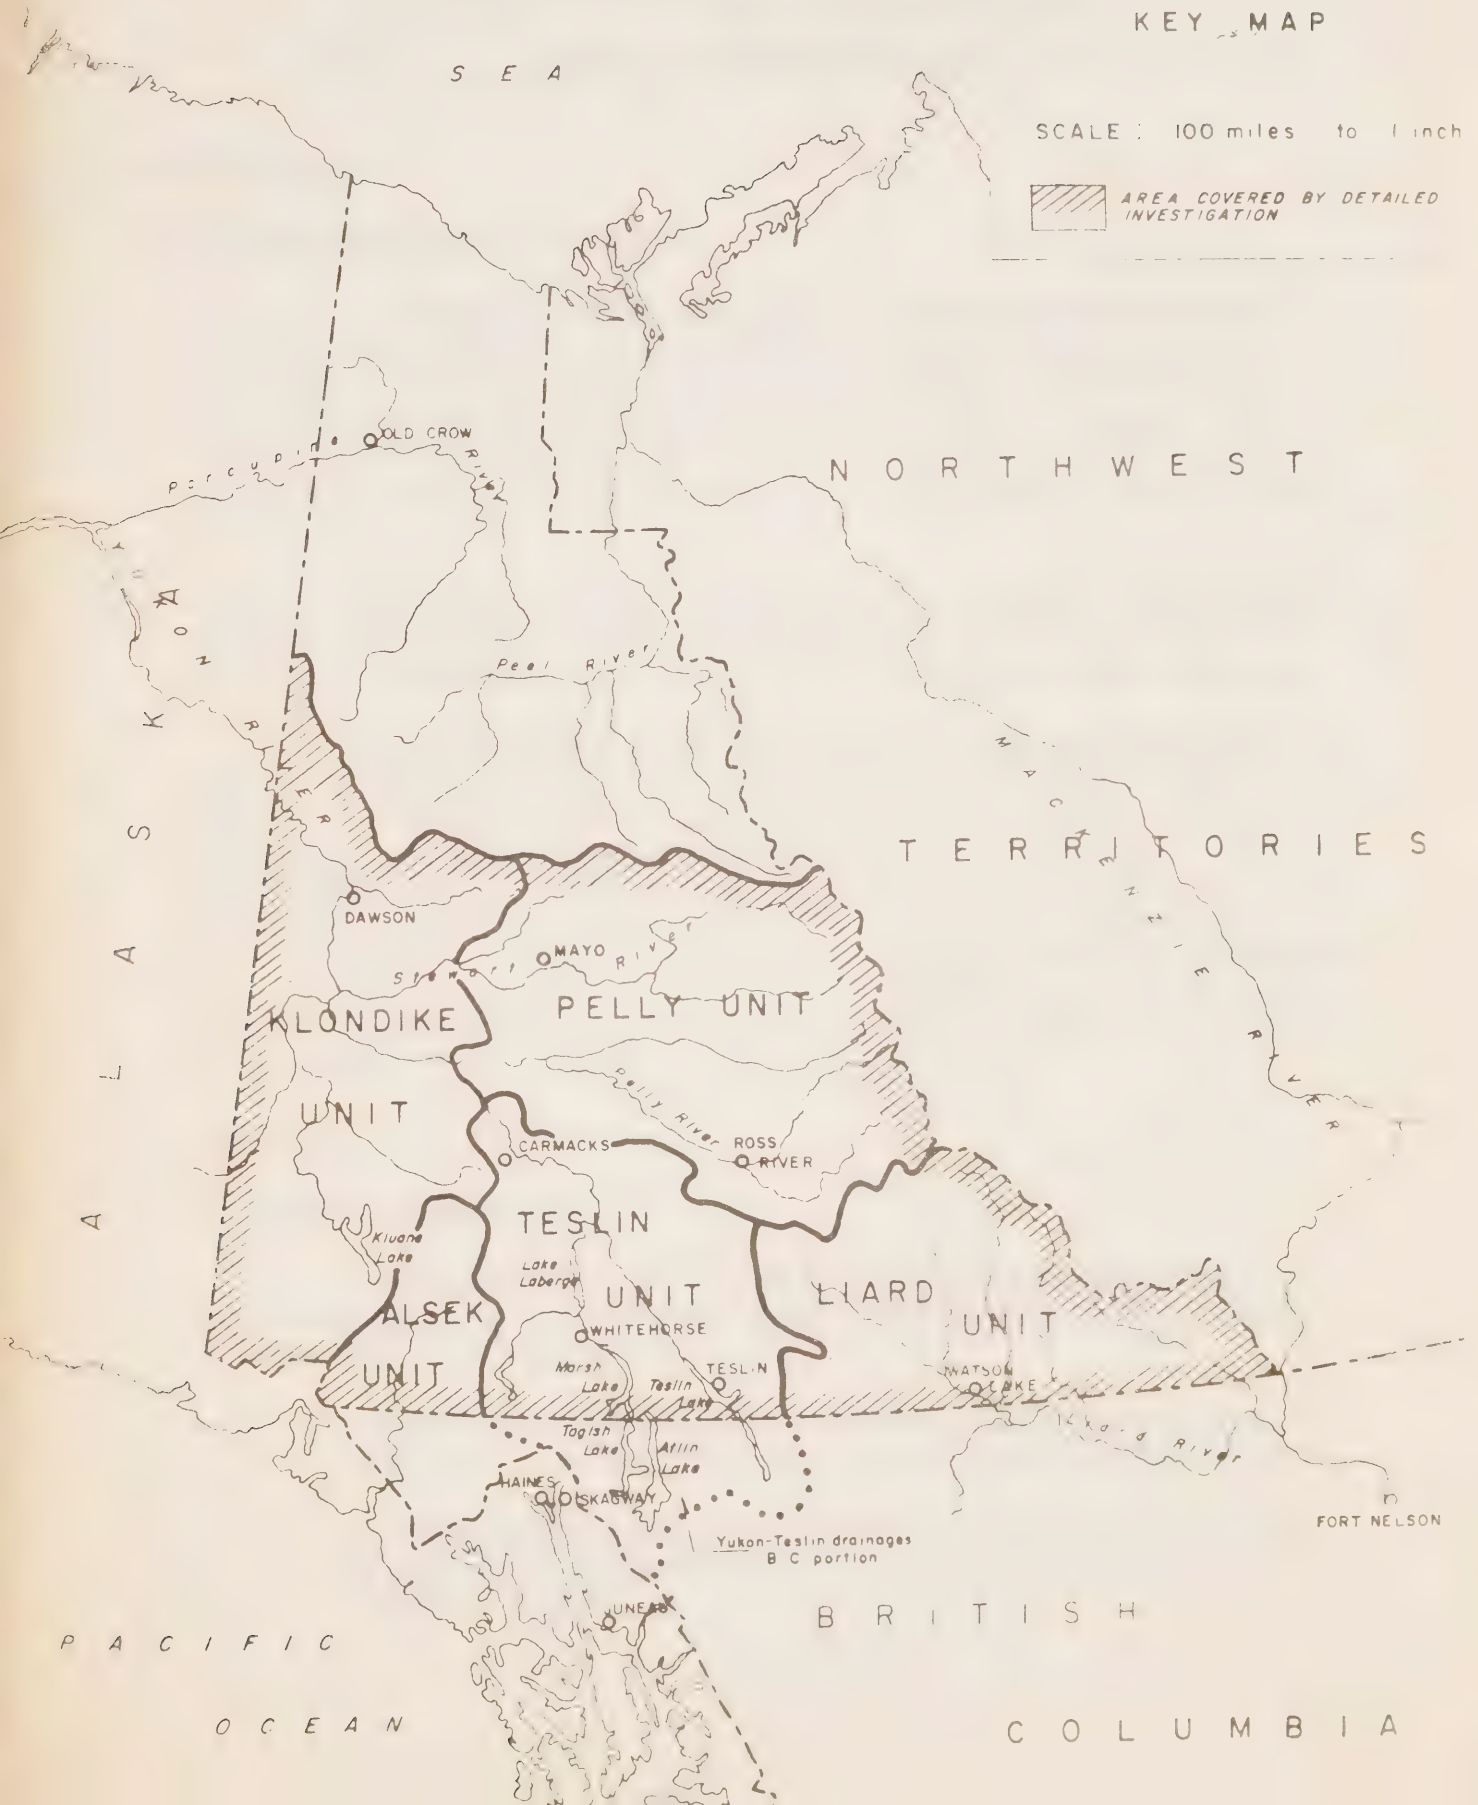 KEY MAP
SEA
SCALE : 100 miles to 1 inch
AREA COVERED BY DETAILED
INVESTIGATION
OLD CROW
Porcupine River
NORTHWEST
YUKON RIVER
Peel River
MACKENZIE RIVER
TERRITORIES
ALASKA
DAWSON
MAYO
Stewart River
KLONDIKE
UNIT
PELLY UNIT
Pelly River
CARMACKS
ROSS
RIVER
TESLIN
UNIT
Kluane
Lake
Lake
Laberge
LIARD
UNIT
ALSEK
UNIT
WHITEHORSE
Marsh
Lake
Teslin
Lake
TESLIN
WATSON
LAKE
Liard River
Tagish
Lake
Atlin
Lake
HAINES
SKAGWAY
FORT NELSON
Yukon-Teslin drainages
B C portion
JUNEAU
BRITISH
COLUMBIA
PACIFIC
OCEAN